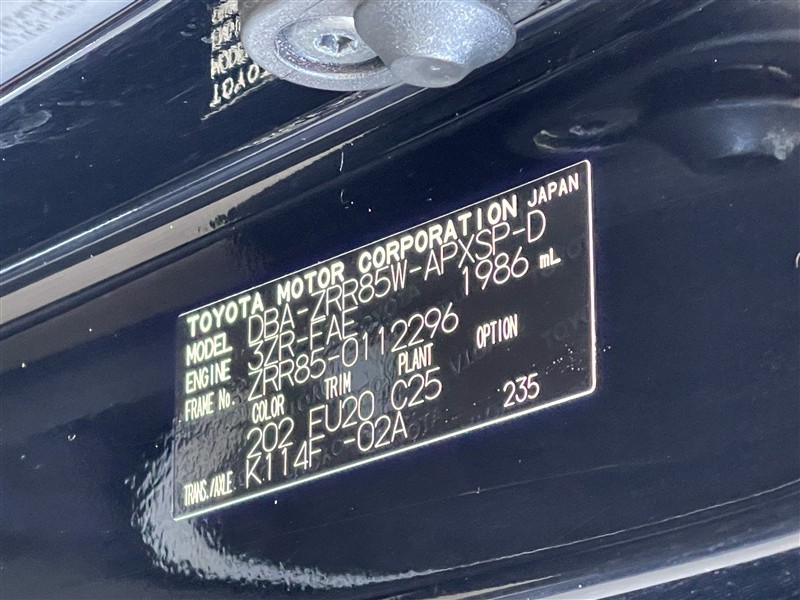 TOYOTA MOTOR CORPORATION JAPAN
MODEL DBA-ZRR85W-APXSP-D
ENGINE 3ZR-FAE 1986 mL
FRAME No. ZRR85-0112296
COLOR TRIM PLANT OPTION
202 FU20 C25
TRANS./AXLE K114F -02A 235